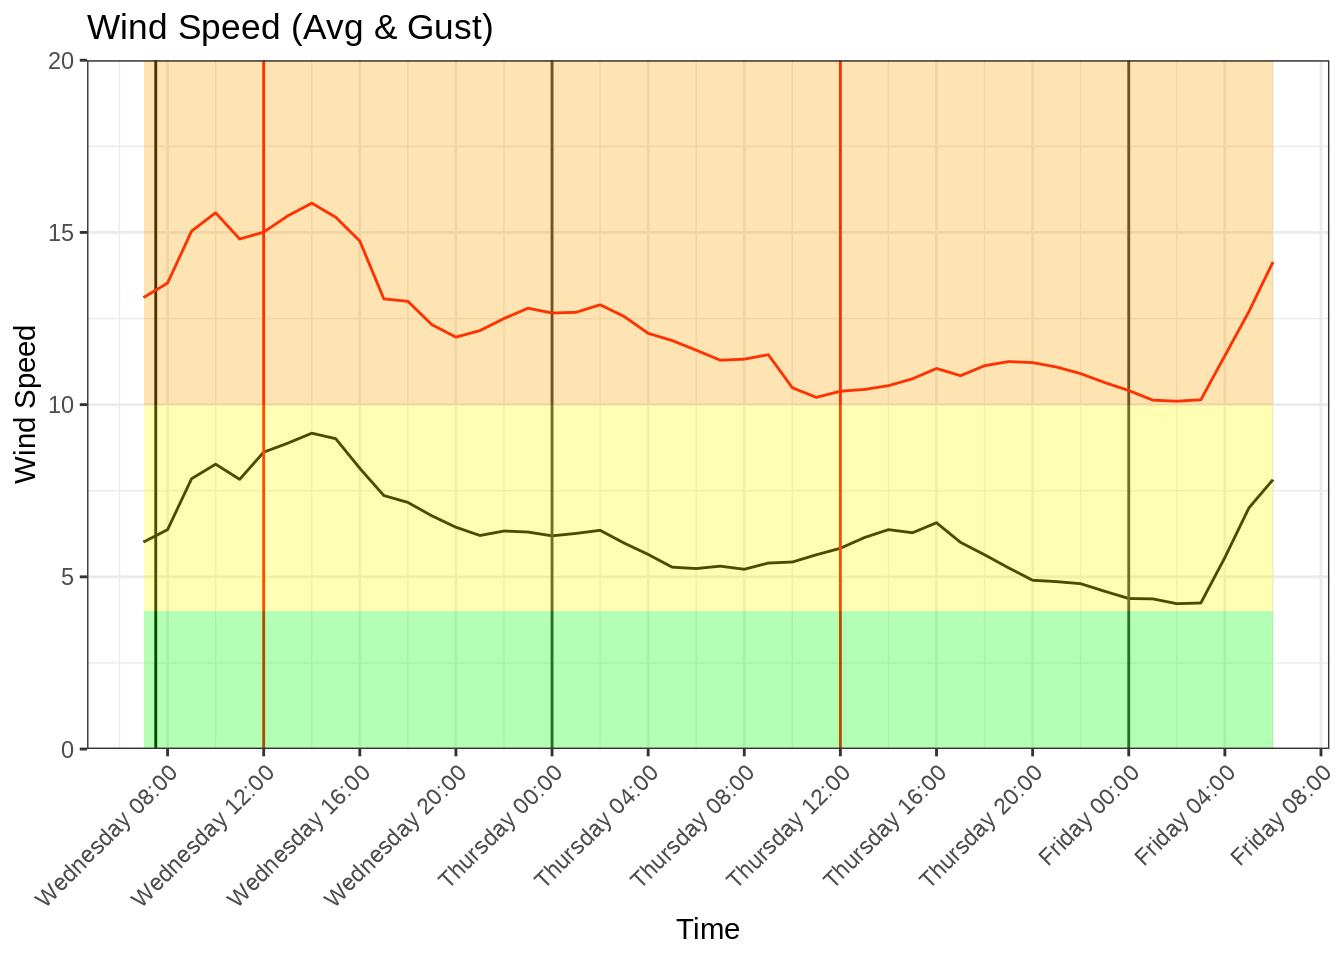 Wind Speed (Avg & Gust)
20
15
10
5
0
Wind Speed
Wednesday 08:00
Wednesday 12:00
Wednesday 16:00
Wednesday 20:00
Thursday 00:00
Thursday 04:00
Thursday 08:00
Thursday 12:00
Thursday 16:00
Thursday 20:00
Friday 00:00
Friday 04:00
Friday 08:00
Time